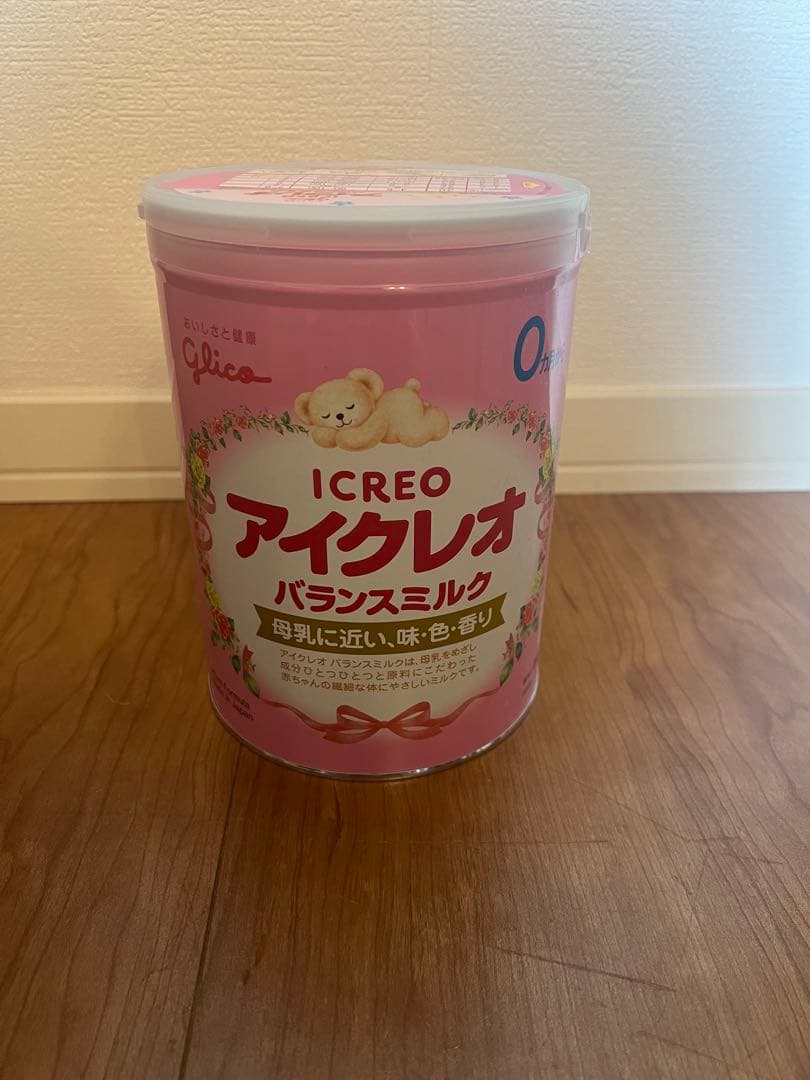 おいしさと健康
glico
0ヵ月から
ICREO
アイクレオ
バランスミルク
母乳に近い、味・色・香り
アイクレオ バランスミルクは、母乳をめざし
成分ひとつひとつと原料にこだわった
赤ちゃんの繊細な体にやさしいミルクです。
Formula
in Japan